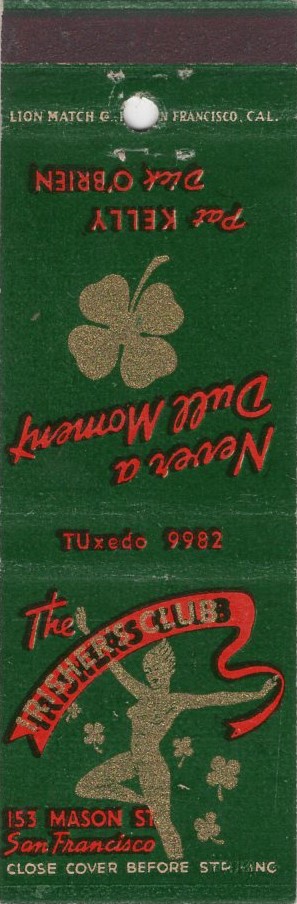 LION MATCH FRANCISCO, CAL.
Dick O'BRIEN
Pat KELLY
Never a
Dull Moment
TUxedo 9982
The
IRISHER'S CLUB
153 MASON ST
San Francisco
CLOSE COVER BEFORE